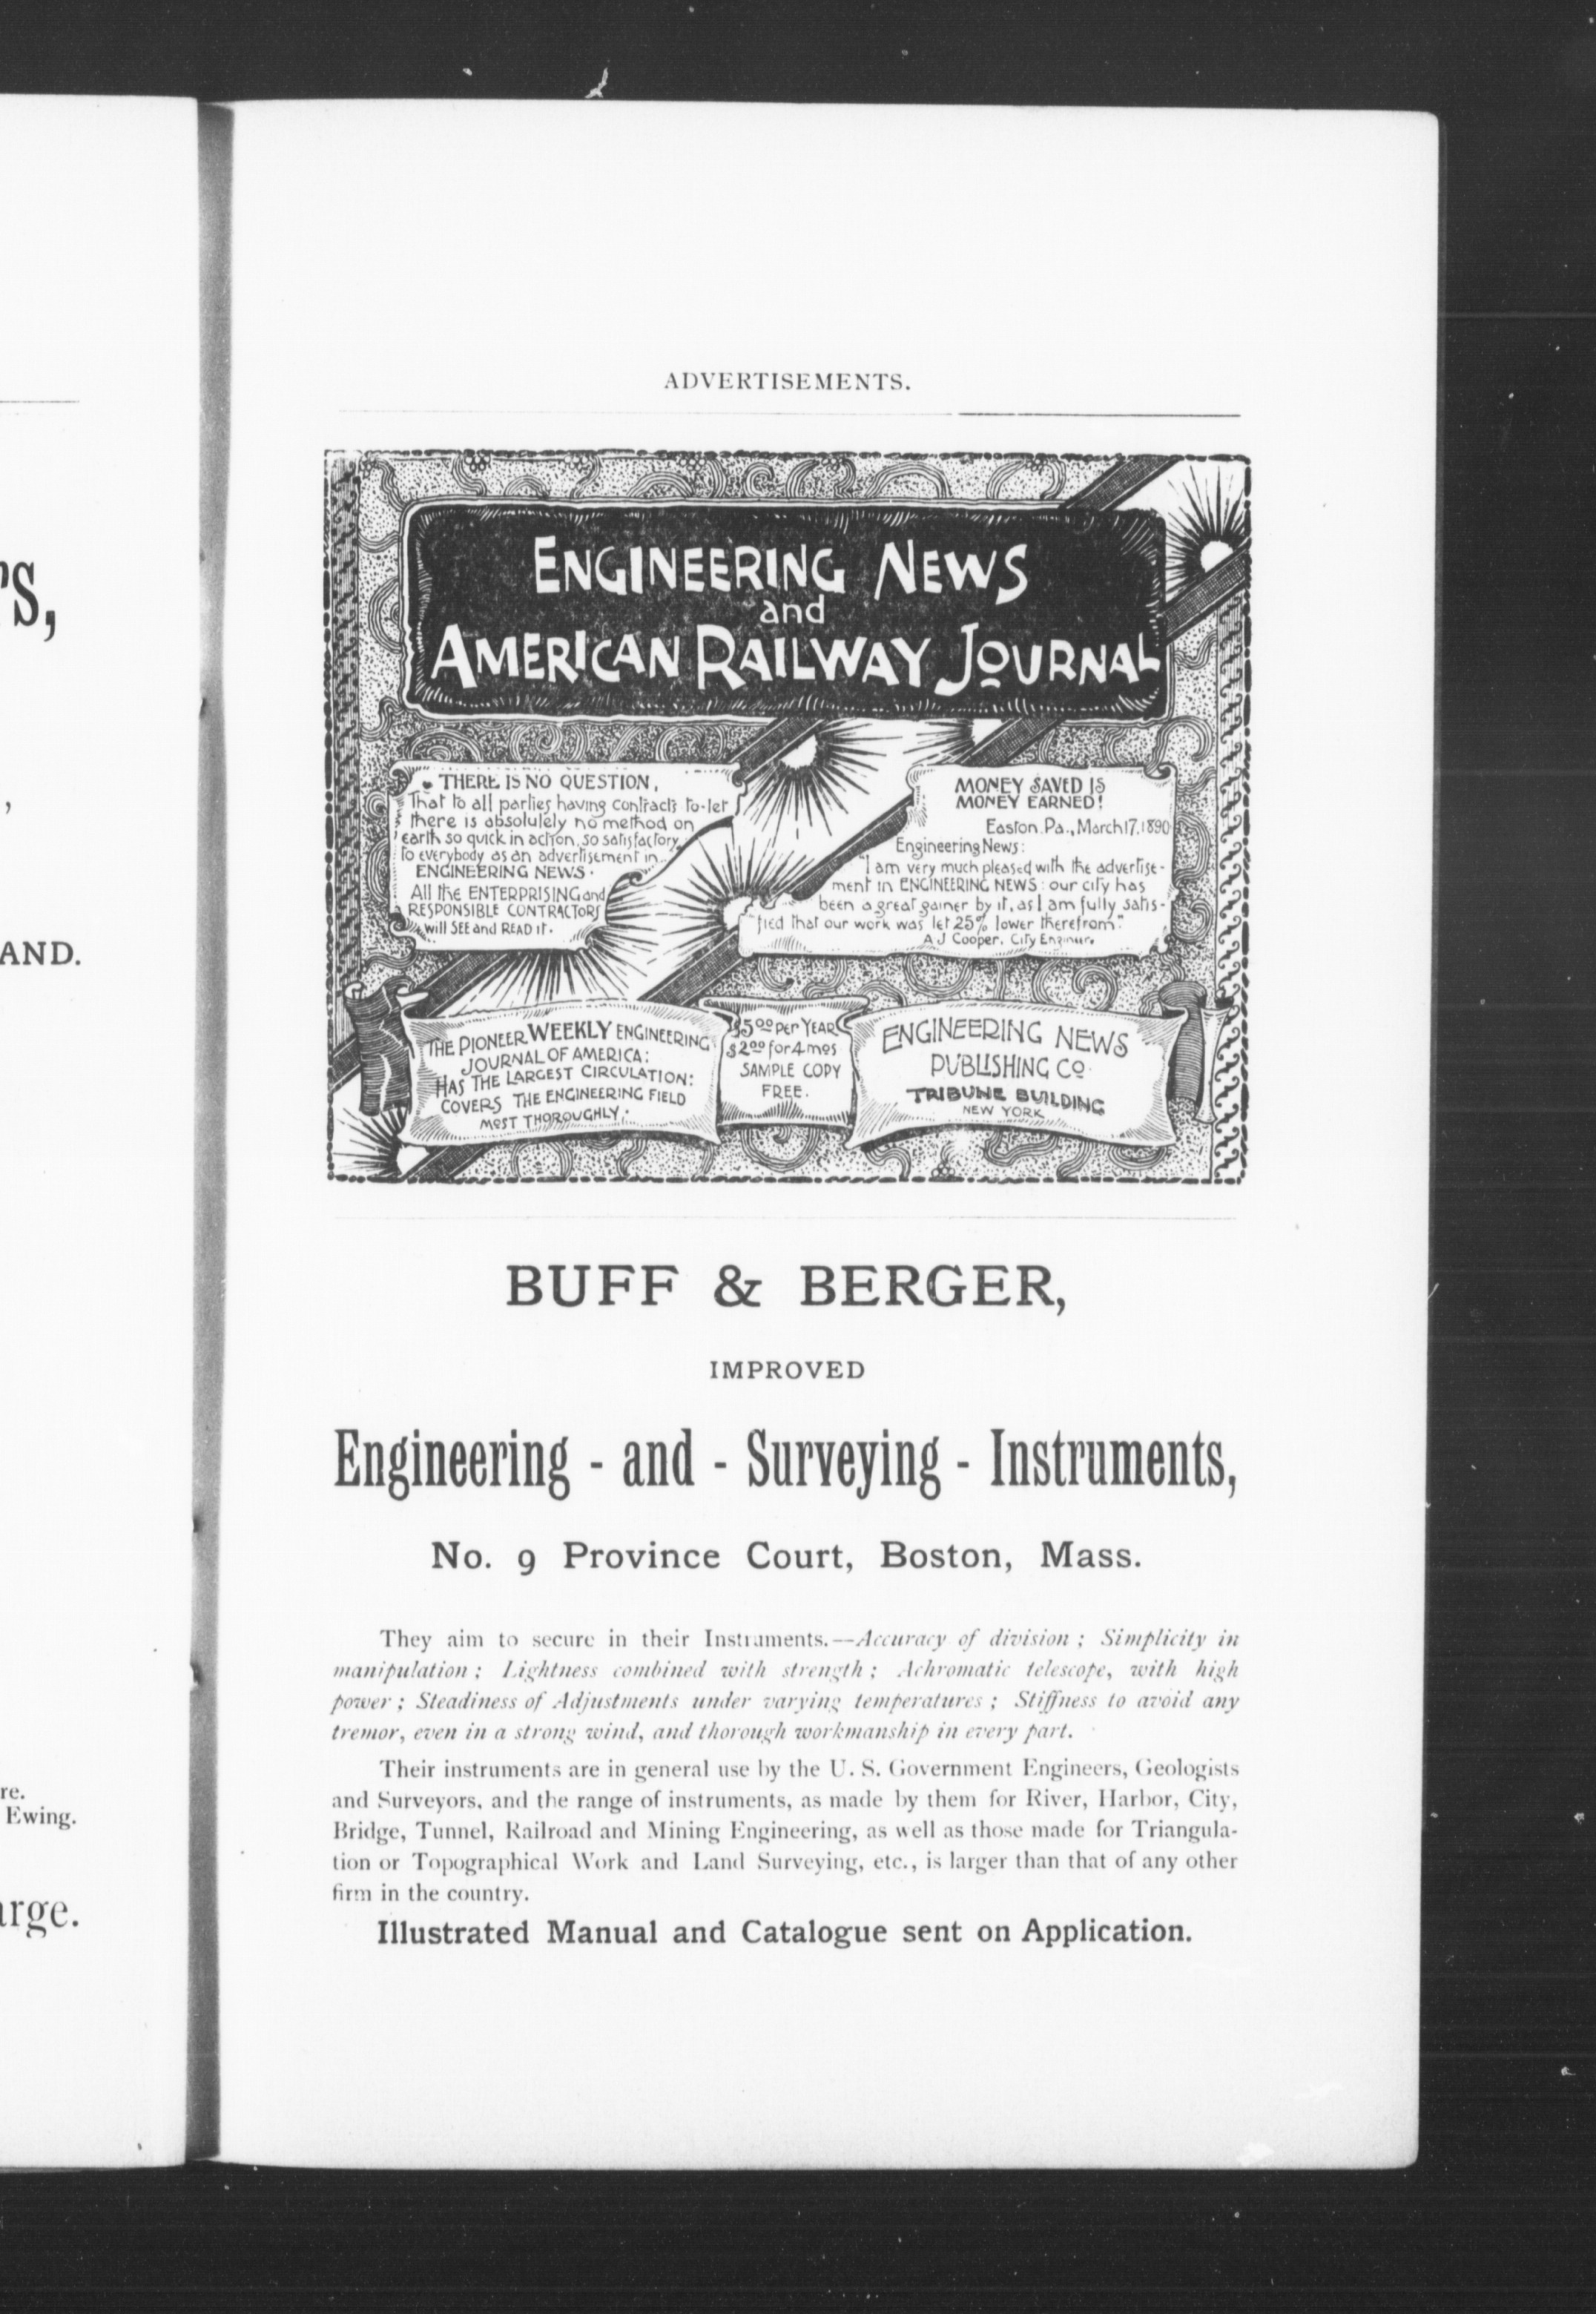 ADVERTISEMENTS.
ENGINEERING NEWS
and
AMERICAN RAILWAY JOURNAL
THERE IS NO QUESTION,
That to all parties having contracts to-let
there is absolutely no method on
earth so quick in action, so satisfactory
to everybody as an advertisement in..
ENGINEERING NEWS.
All the ENTERPRISING and
RESPONSIBLE CONTRACTORS
will SEE and READ IT.
MONEY SAVED IS
MONEY EARNED!
Easton, Pa., March 17, 1890
Engineering News:
"I am very much pleased with the advertise-
ment in ENGINEERING NEWS: our city has
been a great gainer by it, as I am fully satis-
fied that our work was let 25% lower therefrom."
A J Cooper, City Engineer.
THE PIONEER WEEKLY ENGINEERING
JOURNAL OF AMERICA:
HAS THE LARGEST CIRCULATION:
COVERS THE ENGINEERING FIELD
MOST THOROUGHLY:
$5.00 PER YEAR
$2.00 for 4 mos
SAMPLE COPY
FREE.
ENGINEERING NEWS
PUBLISHING CO.
TRIBUNE BUILDING
NEW YORK
BUFF & BERGER,
IMPROVED
Engineering - and - Surveying - Instruments,
No. 9 Province Court, Boston, Mass.
They aim to secure in their Instruments.—Accuracy of division; Simplicity in
manipulation; Lightness combined with strength; Achromatic telescope, with high
power; Steadiness of Adjustments under varying temperatures; Stiffness to avoid any
tremor, even in a strong wind, and thorough workmanship in every part.
Their instruments are in general use by the U. S. Government Engineers, Geologists
and Surveyors, and the range of instruments, as made by them for River, Harbor, City,
Bridge, Tunnel, Railroad and Mining Engineering, as well as those made for Triangula-
tion or Topographical Work and Land Surveying, etc., is larger than that of any other
firm in the country.
Illustrated Manual and Catalogue sent on Application.
AND.
re.
Ewing.